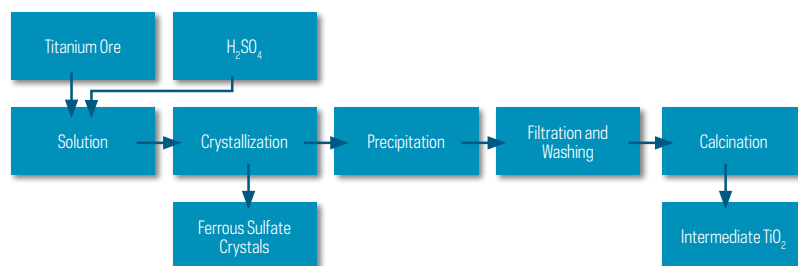 Titanium Ore
H₂SO₄
Solution
Crystallization
Precipitation
Filtration and
Washing
Calcination
Ferrous Sulfate
Crystals
Intermediate TiO₂